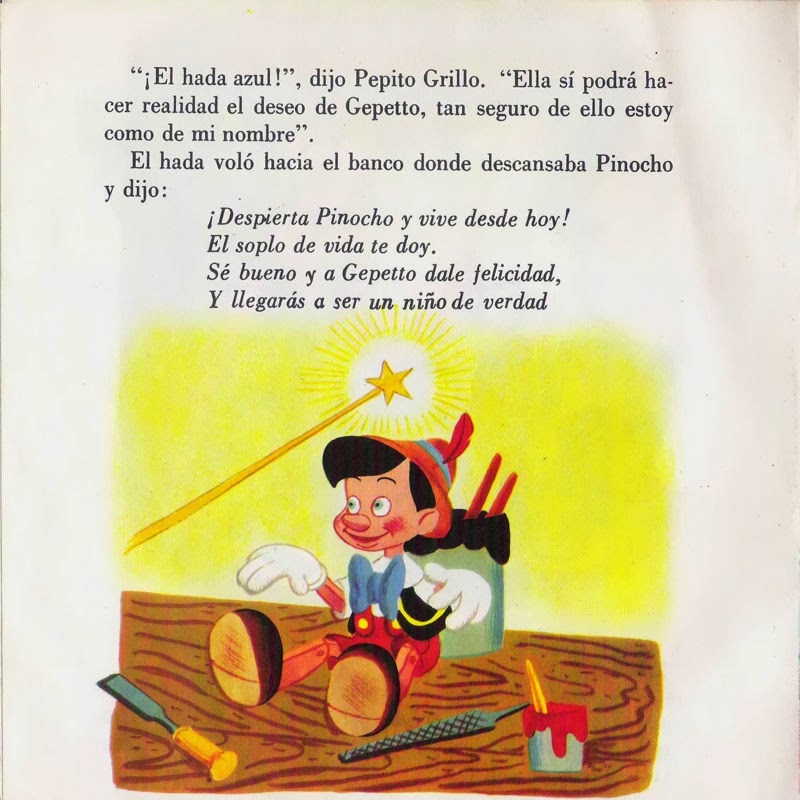 “¡El hada azul!”, dijo Pepito Grillo. “Ella sí podrá ha-
cer realidad el deseo de Gepetto, tan seguro de ello estoy
como de mi nombre”.
El hada voló hacia el banco donde descansaba Pinocho
y dijo:
¡Despierta Pinocho y vive desde hoy!
El soplo de vida te doy.
Sé bueno y a Gepetto dale felicidad,
Y llegarás a ser un niño de verdad